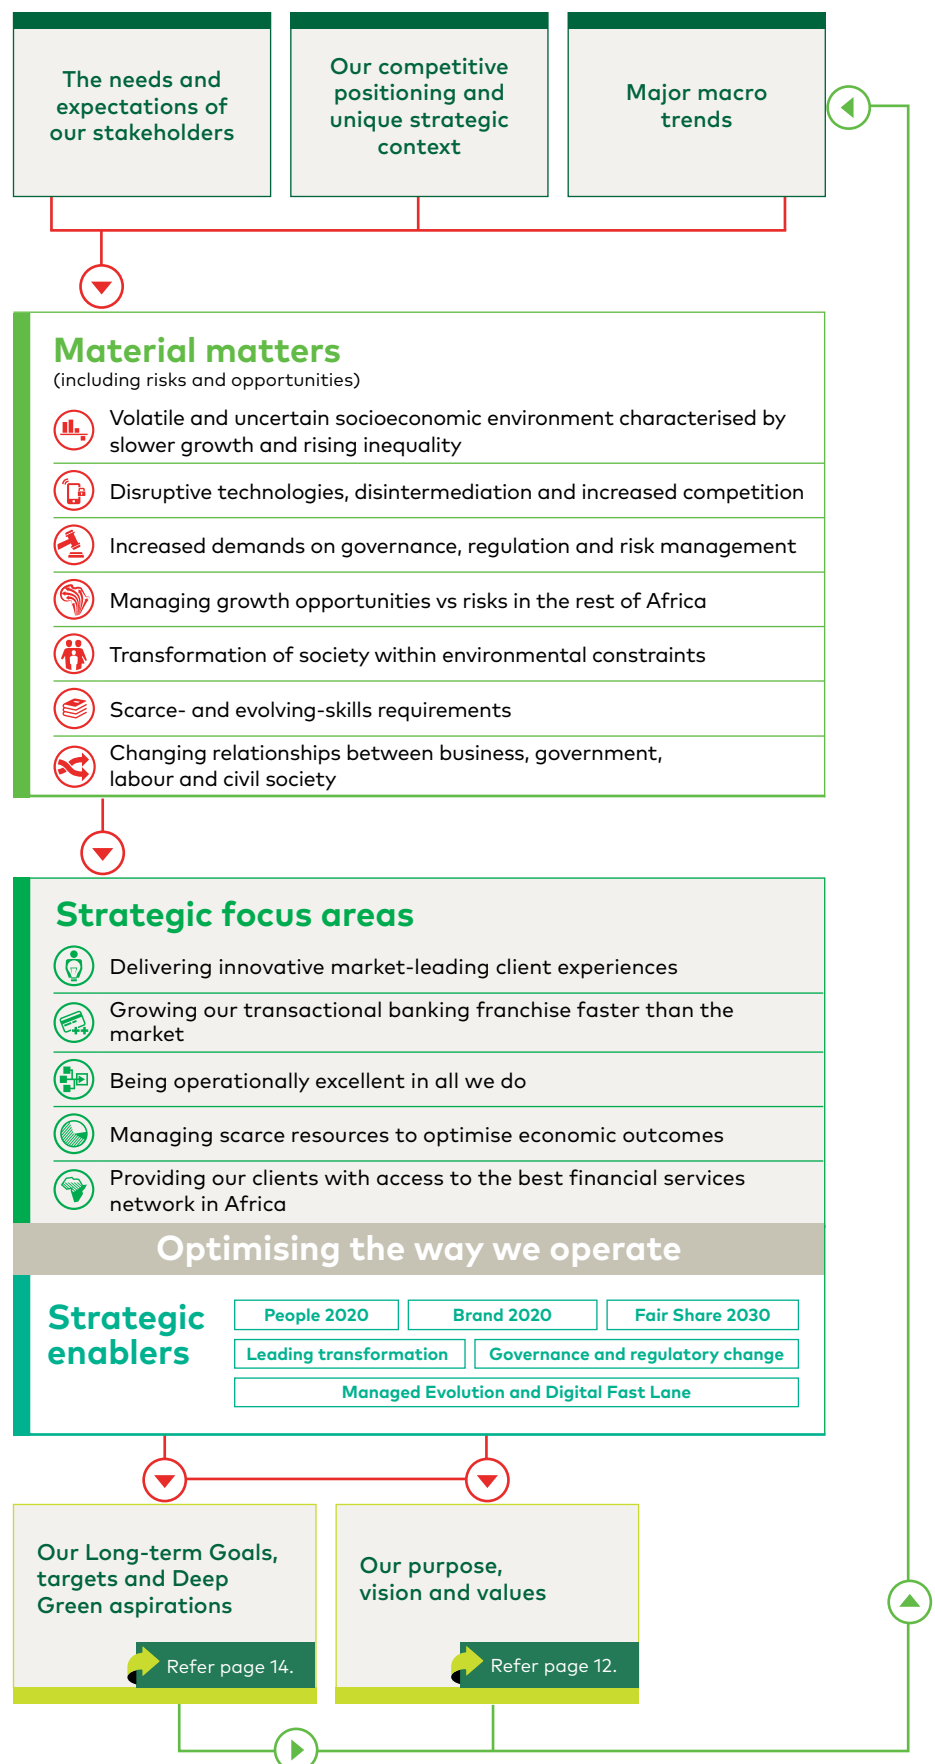 The needs and
expectations of
our stakeholders
Our competitive
positioning and
unique strategic
context
Major macro
trends
Material matters
(including risks and opportunities)
Volatile and uncertain socioeconomic environment characterised by
slower growth and rising inequality
Disruptive technologies, disintermediation and increased competition
Increased demands on governance, regulation and risk management
Managing growth opportunities vs risks in the rest of Africa
Transformation of society within environmental constraints
Scarce- and evolving-skills requirements
Changing relationships between business, government,
labour and civil society
Strategic focus areas
Delivering innovative market-leading client experiences
Growing our transactional banking franchise faster than the
market
Being operationally excellent in all we do
Managing scarce resources to optimise economic outcomes
Providing our clients with access to the best financial services
network in Africa
Optimising the way we operate
Strategic
enablers
People 2020
Brand 2020
Fair Share 2030
Leading transformation
Governance and regulatory change
Managed Evolution and Digital Fast Lane
Our Long-term Goals,
targets and Deep
Green aspirations
Refer page 14.
Our purpose,
vision and values
Refer page 12.